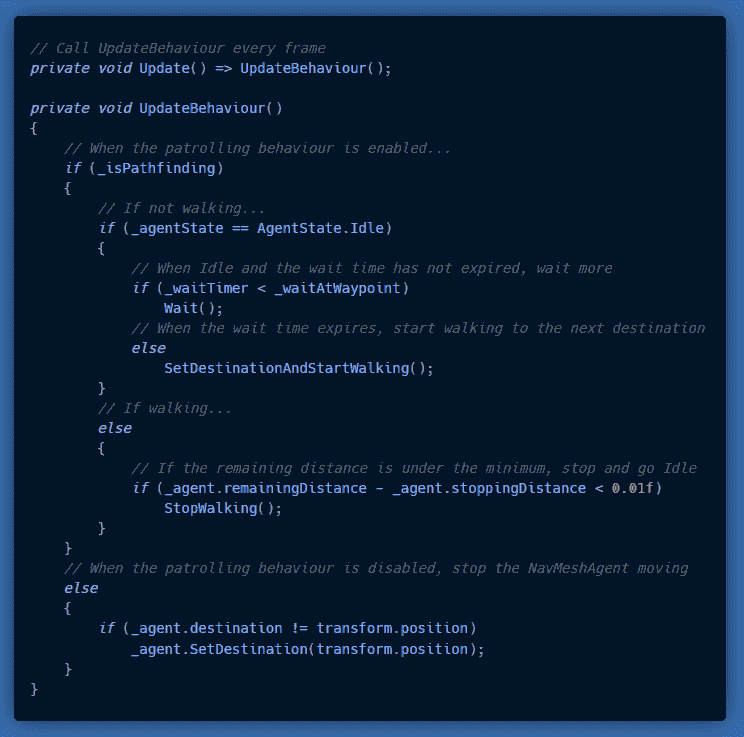 // Call UpdateBehaviour every frame
private void Update() => UpdateBehaviour();

private void UpdateBehaviour()
{
    // When the patrolling behaviour is enabled...
    if (_isPathfinding)
    {
        // If not walking...
        if (_agentState == AgentState.Idle)
        {
            // When Idle and the wait time has not expired, wait more
            if (_waitTimer < _waitAtWaypoint)
                Wait();
            // When the wait time expires, start walking to the next destination
            else
                SetDestinationAndStartWalking();
        }
        // If walking...
        else
        {
            // If the remaining distance is under the minimum, stop and go Idle
            if (_agent.remainingDistance - _agent.stoppingDistance < 0.01f)
                StopWalking();
        }
    }
    // When the patrolling behaviour is disabled, stop the NavMeshAgent moving
    else
    {
        if (_agent.destination != transform.position)
            _agent.SetDestination(transform.position);
    }
}